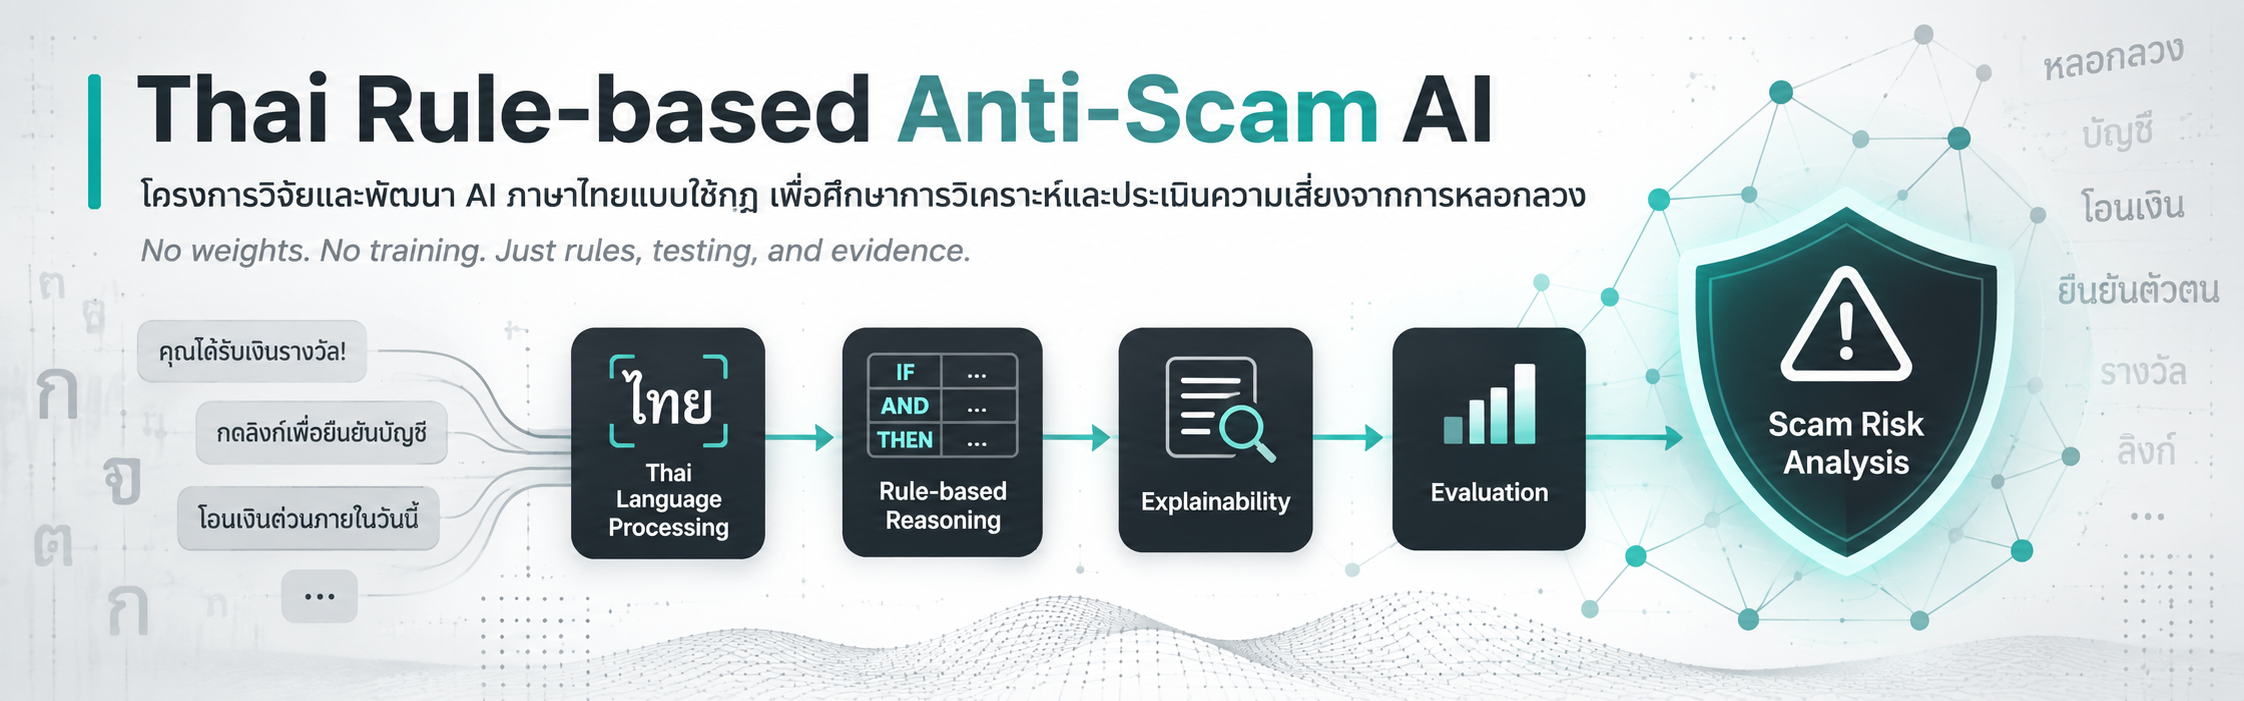 Thai Rule-based Anti-Scam AI
โครงการวิจัยและพัฒนา AI ภาษาไทยแบบใช้กฎ เพื่อศึกษาการวิเคราะห์และประเมินความเสี่ยงจากการหลอกลวง
No weights. No training. Just rules, testing, and evidence.
คุณได้รับเงินรางวัล!
กดลิงก์เพื่อยืนยันบัญชี
โอนเงินด่วนภายในวันนี้
...
ไทย
Thai
Language
Processing
IF ...
AND ...
THEN ...
Rule-based
Reasoning
Explainability
Evaluation
Scam Risk
Analysis
หลอกลวง
บัญชี
โอนเงิน
ยืนยันตัวตน
รางวัล
ลิงก์
...
ก
จ
ต
ก